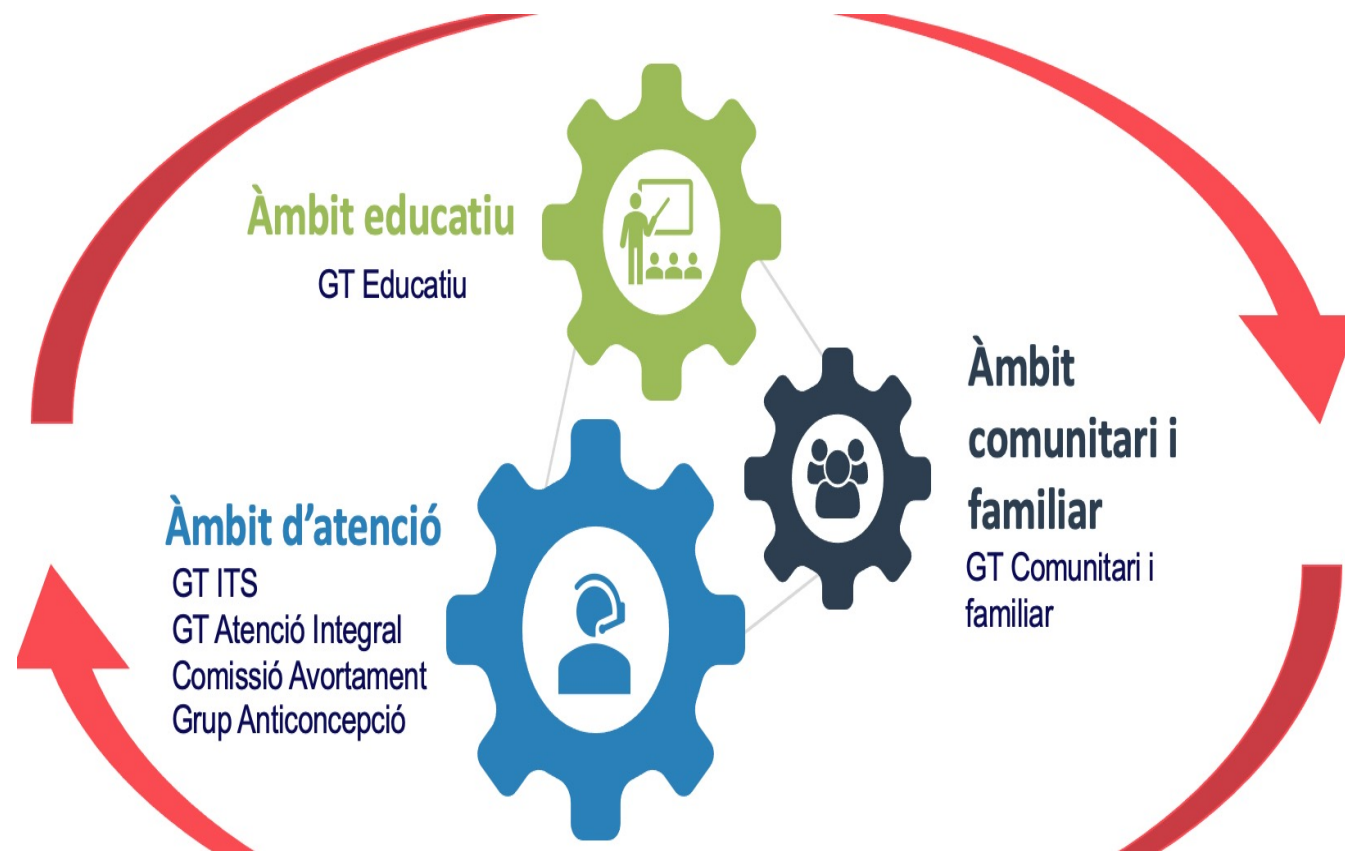 Àmbit educatiu
GT Educatiu
Àmbit
comunitari i
familiar
GT Comunitari i
familiar
Àmbit d’atenció
GT ITS
GT Atenció Integral
Comissió Avortament
Grup Anticoncepció